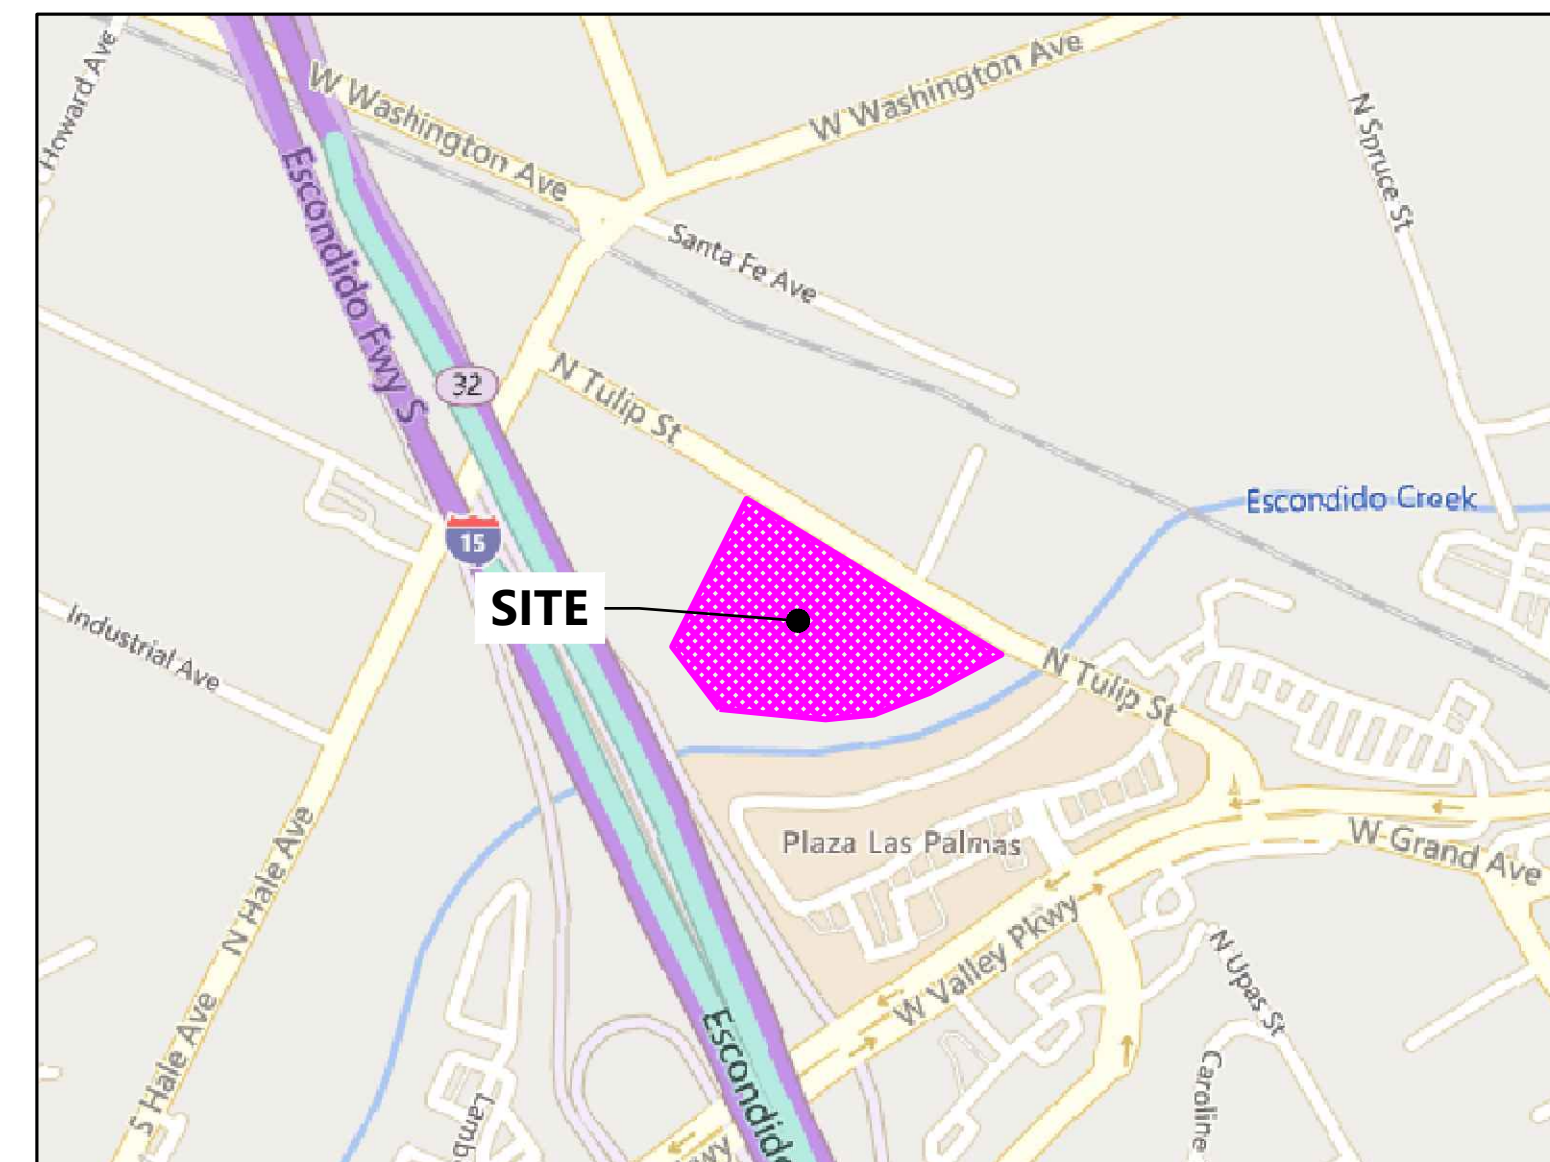 Howard Ave
W Washington Ave
W Washington Ave
N Spruce St
Escondido Fwy S
Santa Fe Ave
32
N Tulip St
Escondido Creek
15
SITE
Industrial Ave
N Tulip St
Plaza Las Palmas
W Grand Ave
N Hale Ave
W Valley Pkwy
N Upas St
S Hale Ave
Escondido
Caroline
Lamb
wy